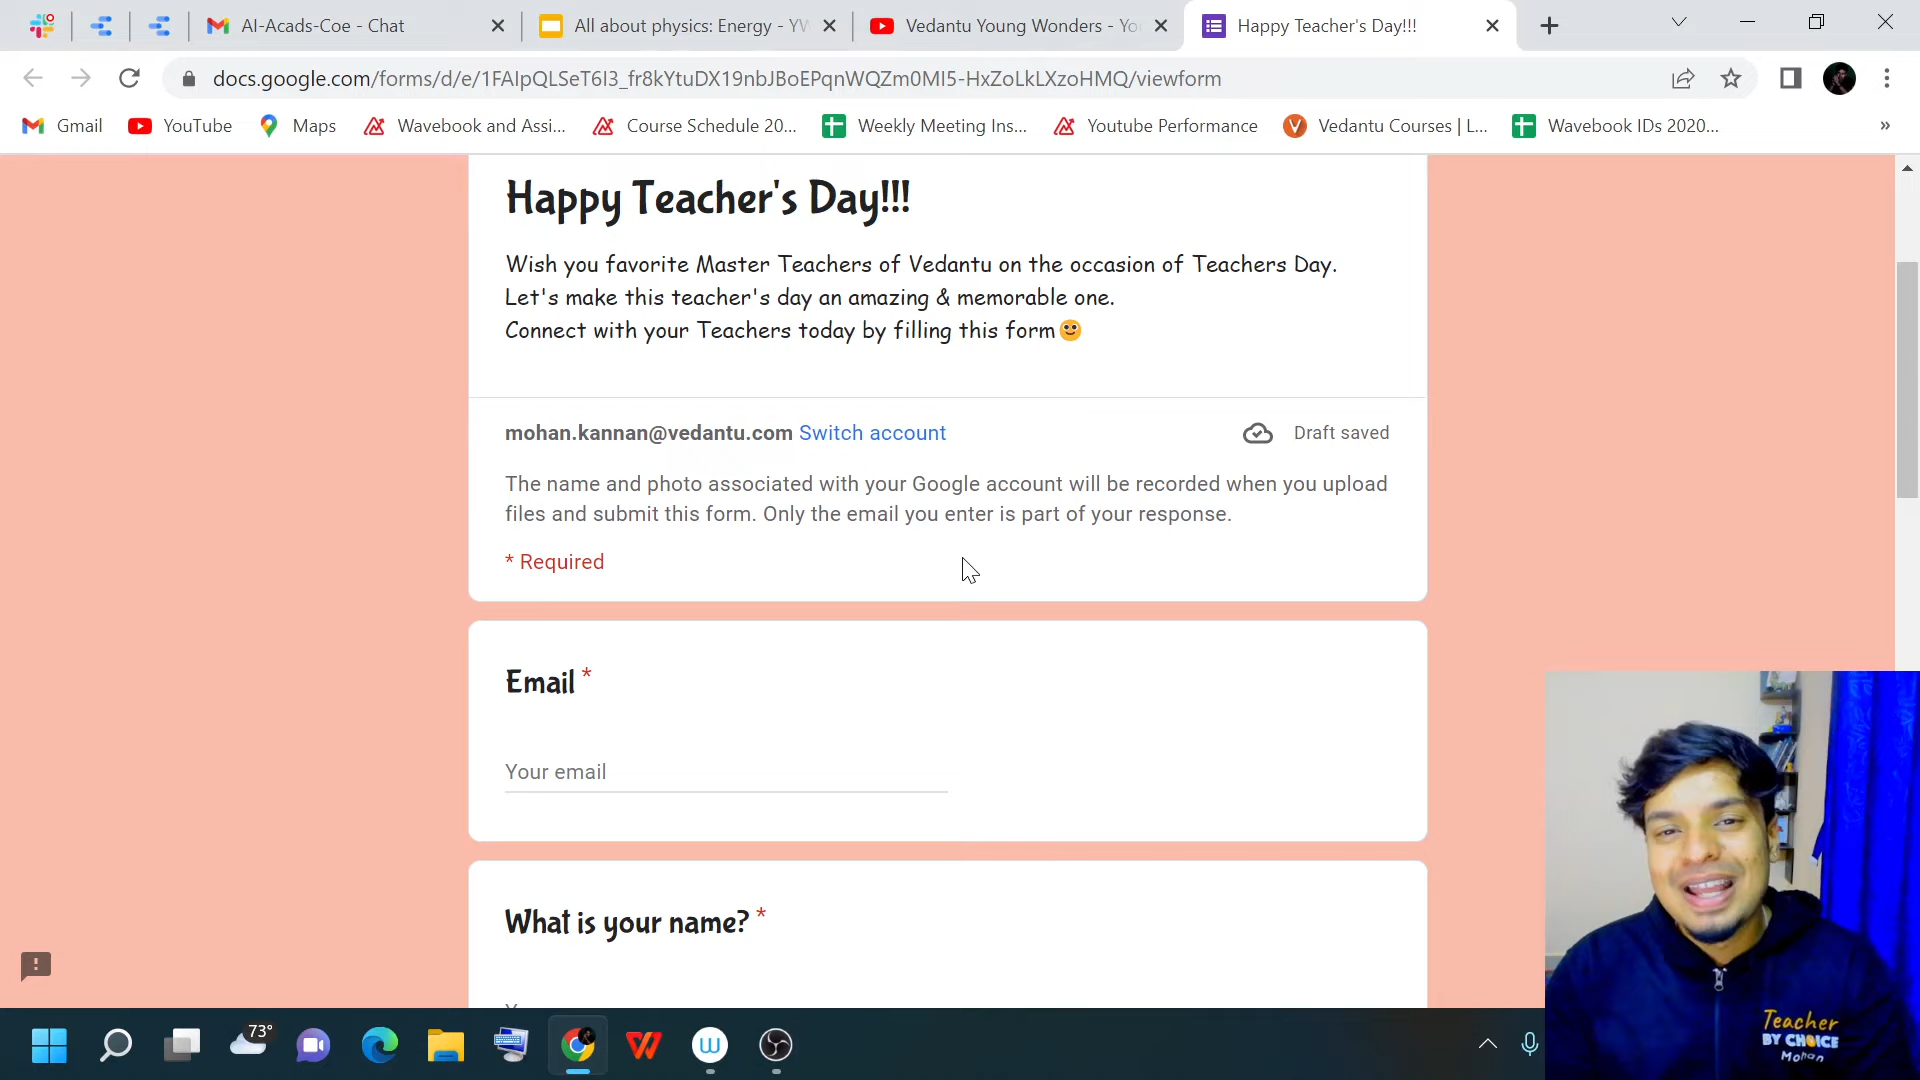 AI-Acads-Coe - Chat
All about physics: Energy - YW
Vedantu Young Wonders - Yo
Happy Teacher's Day!!!
docs.google.com/forms/d/e/1FAIpQLSeT6I3_fr8kYtuDX19nbJBoEPqnWQZm0MI5-HxZoLkLXzoHMQ/viewform
Gmail
YouTube
Maps
Wavebook and Assi...
Course Schedule 20...
Weekly Meeting Ins...
Youtube Performance
Vedantu Courses | L...
Wavebook IDs 2020...
»
Happy Teacher's Day!!!
Wish you favorite Master Teachers of Vedantu on the occasion of Teachers Day.
Let's make this teacher's day an amazing & memorable one.
Connect with your Teachers today by filling this form🙂
mohan.kannan@vedantu.com Switch account
Draft saved
The name and photo associated with your Google account will be recorded when you upload
files and submit this form. Only the email you enter is part of your response.
* Required
Email *
Your email
What is your name? *
73°
Teacher
BY CHOICE
Mohan